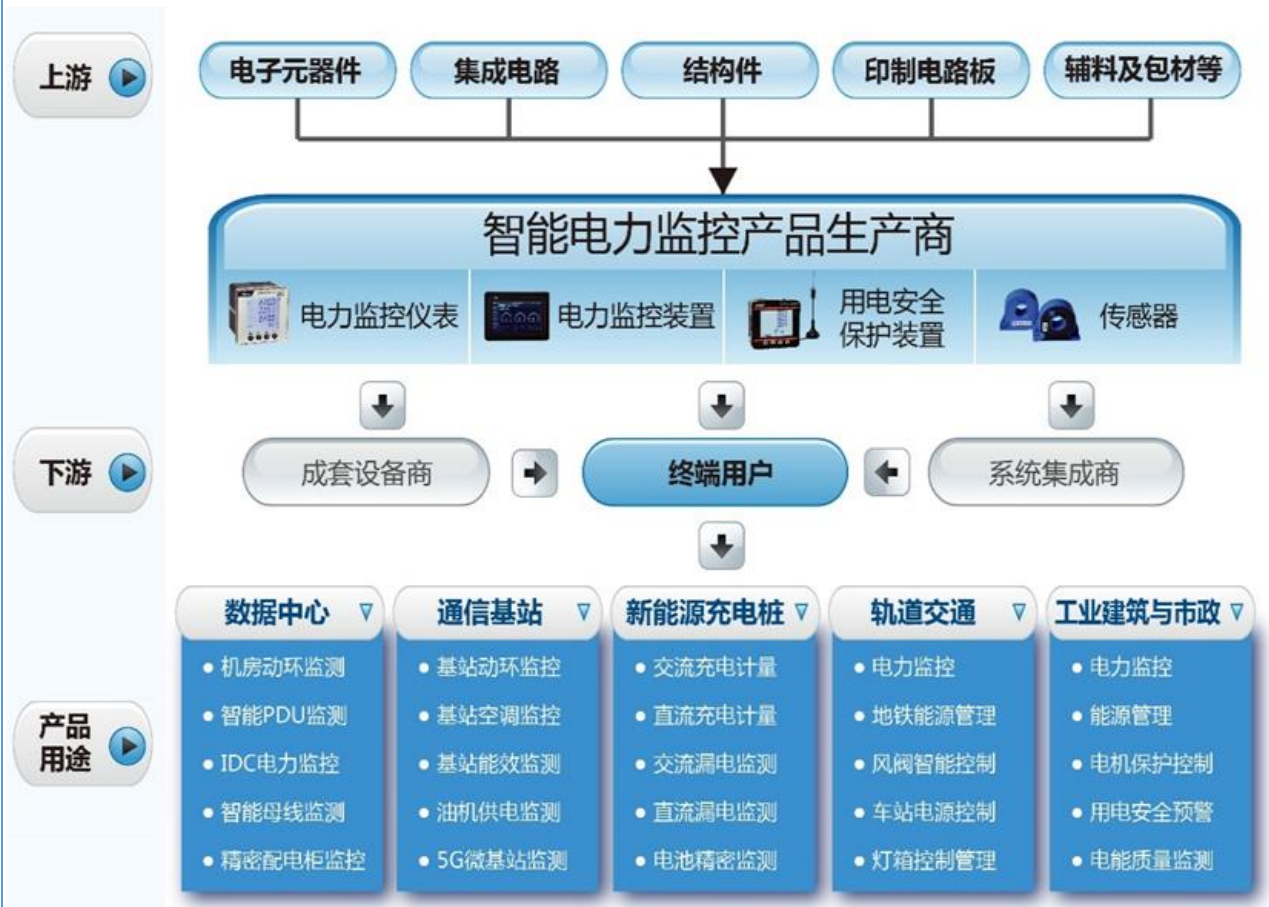 上游
电子元器件
集成电路
结构件
印制电路板
辅料及包材等
智能电力监控产品生产商
电力监控仪表
电力监控装置
用电安全
保护装置
传感器
下游
成套设备商
终端用户
系统集成商
产品
用途
数据中心
• 机房动环监测
• 智能PDU监测
• IDC电力监控
• 智能母线监测
• 精密配电柜监控
通信基站
• 基站动环监控
• 基站空调监控
• 基站能效监测
• 油机供电监测
• 5G微基站监测
新能源充电桩
• 交流充电计量
• 直流充电计量
• 交流漏电监测
• 直流漏电监测
• 电池精密监测
轨道交通
• 电力监控
• 地铁能源管理
• 风阀智能控制
• 车站电源控制
• 灯箱控制管理
工业建筑与市政
• 电力监控
• 能源管理
• 电机保护控制
• 用电安全预警
• 电能质量监测